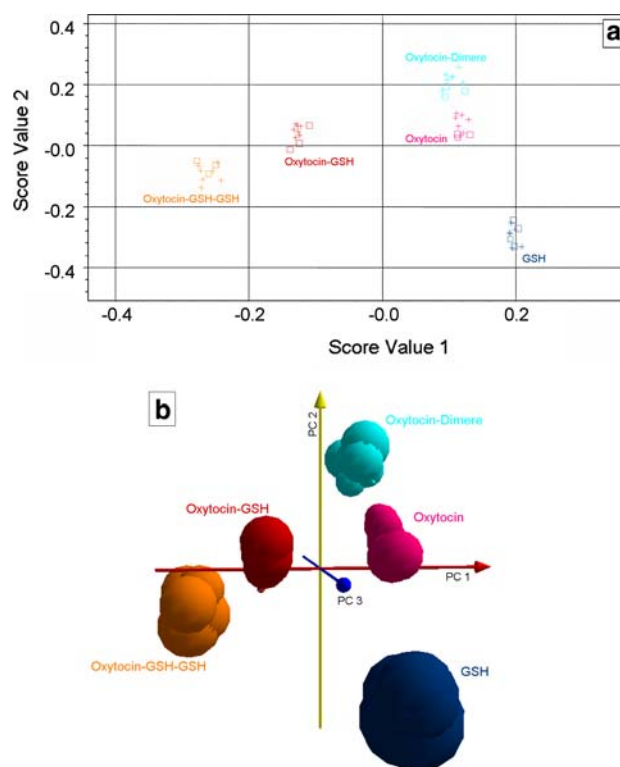 a
0.4
0.2
-0.0
-0.2
-0.4
Score Value 2
Oxytocin-Dimere
Oxytocin
Oxytocin-GSH
Oxytocin-GSH-GSH
GSH
-0.4
-0.2
-0.0
0.2
Score Value 1
b
PC 2
Oxytocin-Dimere
Oxytocin-GSH
Oxytocin
PC 1
PC 3
Oxytocin-GSH-GSH
GSH